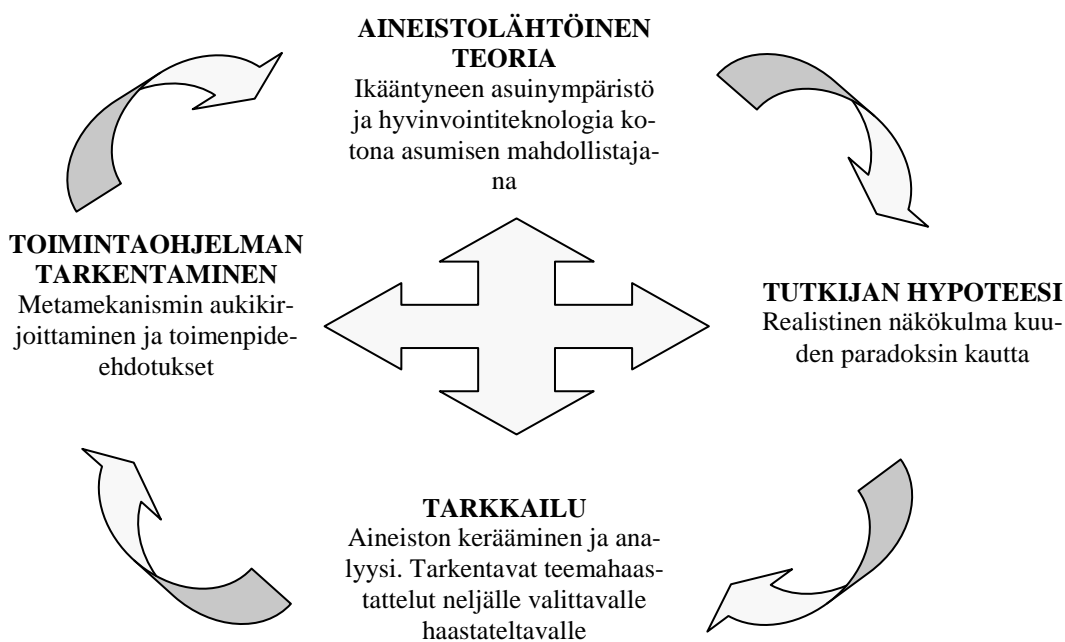 AINEISTOLÄHTÖINEN
TEORIA
Ikääntyneen asuinympäristö
ja hyvinvointiteknologia ko-
tona asumisen mahdollistaja-
na
TOIMINTAOHJELMAN
TARKENTAMINEN
Metamekanismin aukikir-
joittaminen ja toimenpide-
ehdotukset
TUTKIJAN HYPOTEESI
Realistinen näkökulma kuu-
den paradoksin kautta
TARKKAILU
Aineiston kerääminen ja ana-
lyysi. Tarkentavat teemahaas-
tattelut neljälle valittavalle
haastateltavalle